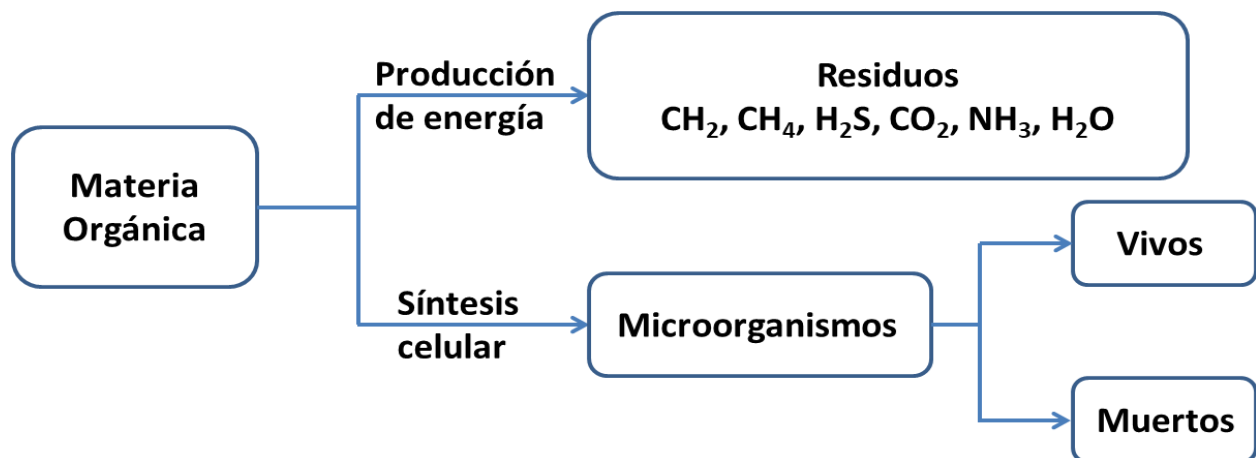 Materia
Orgánica
Producción
de energía
Residuos
CH₂, CH₄, H₂S, CO₂, NH₃, H₂O
Síntesis
celular
Microorganismos
Vivos
Muertos